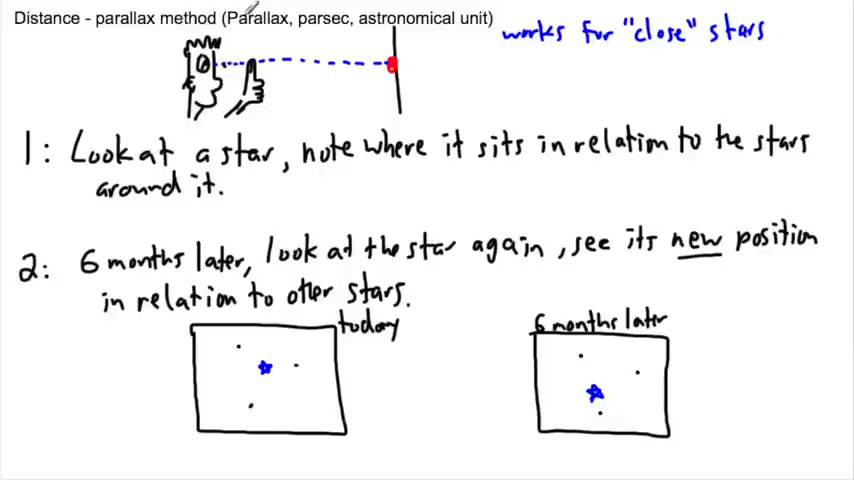 Distance - parallax method (Parallax, parsec, astronomical unit)
works for "close" stars
1: Look at a star, note where it sits in relation to the stars
around it.
2: 6 months later, look at the star again, see its new position
in relation to other stars.
today
6 months later